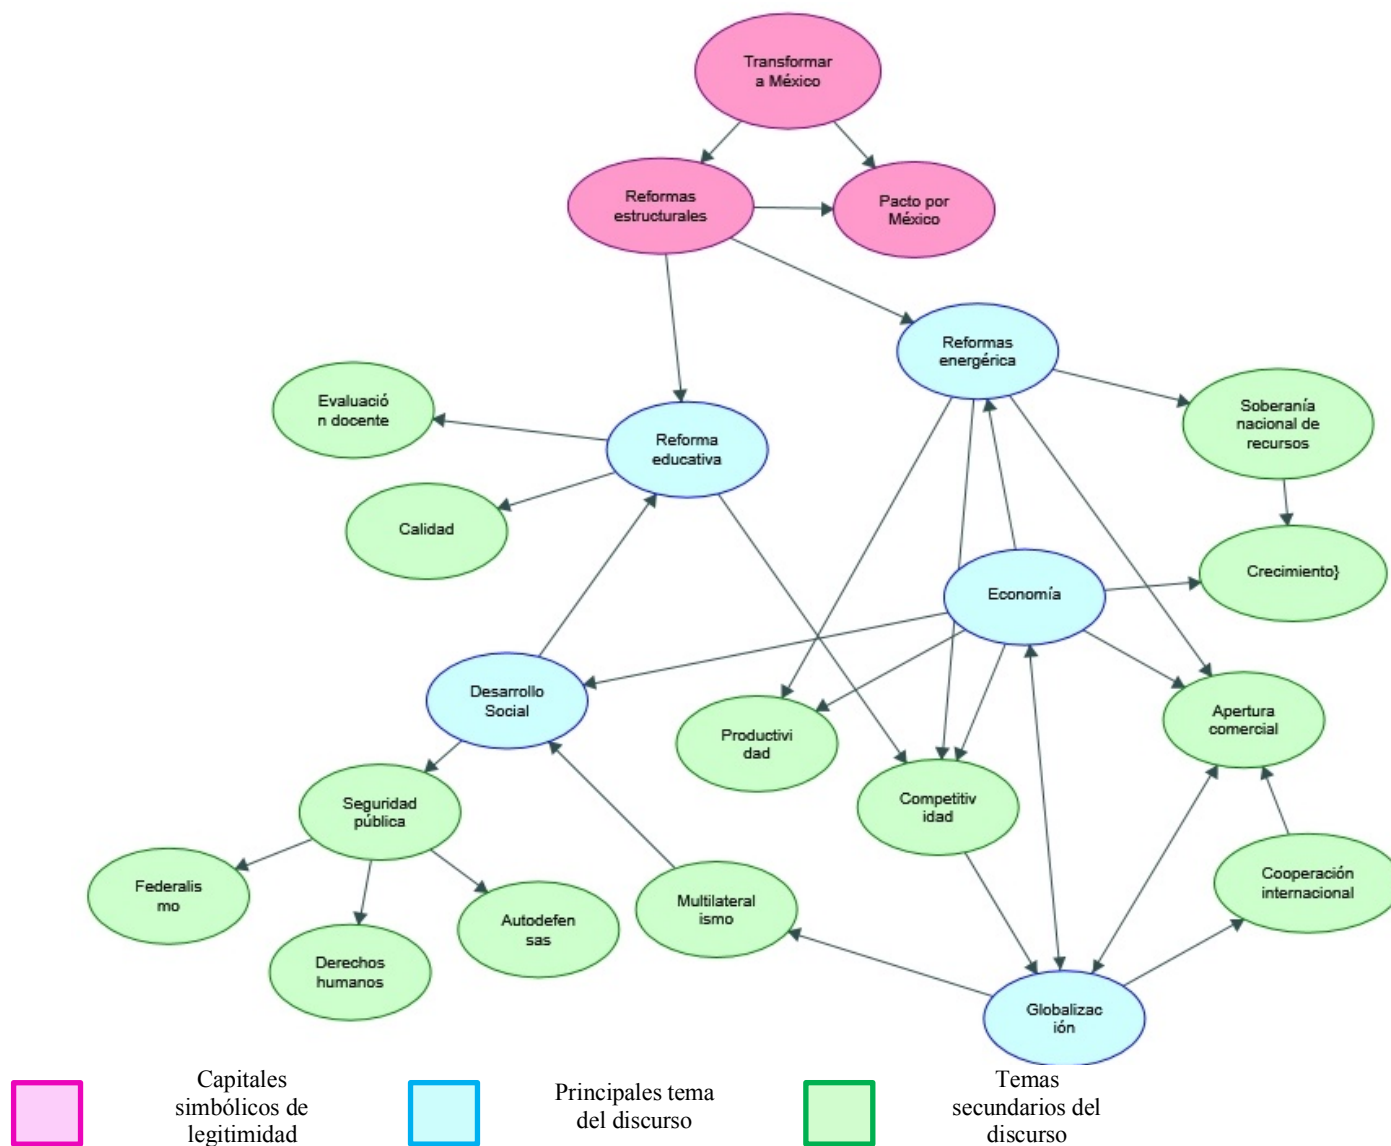 Transformar
a México
Reformas
estructurales
Pacto por
México
Reformas
energérica
Evaluació
n docente
Soberanía
nacional de
recursos
Reforma
educativa
Calidad
Crecimiento}
Economía
Desarrollo
Social
Apertura
comercial
Productivi
dad
Competitiv
idad
Seguridad
pública
Cooperación
internacional
Federalis
mo
Multilateral
ismo
Autodefen
sas
Derechos
humanos
Globalizac
ión
Capitales
simbólicos de
legitimidad
Principales tema
del discurso
Temas
secundarios del
discurso